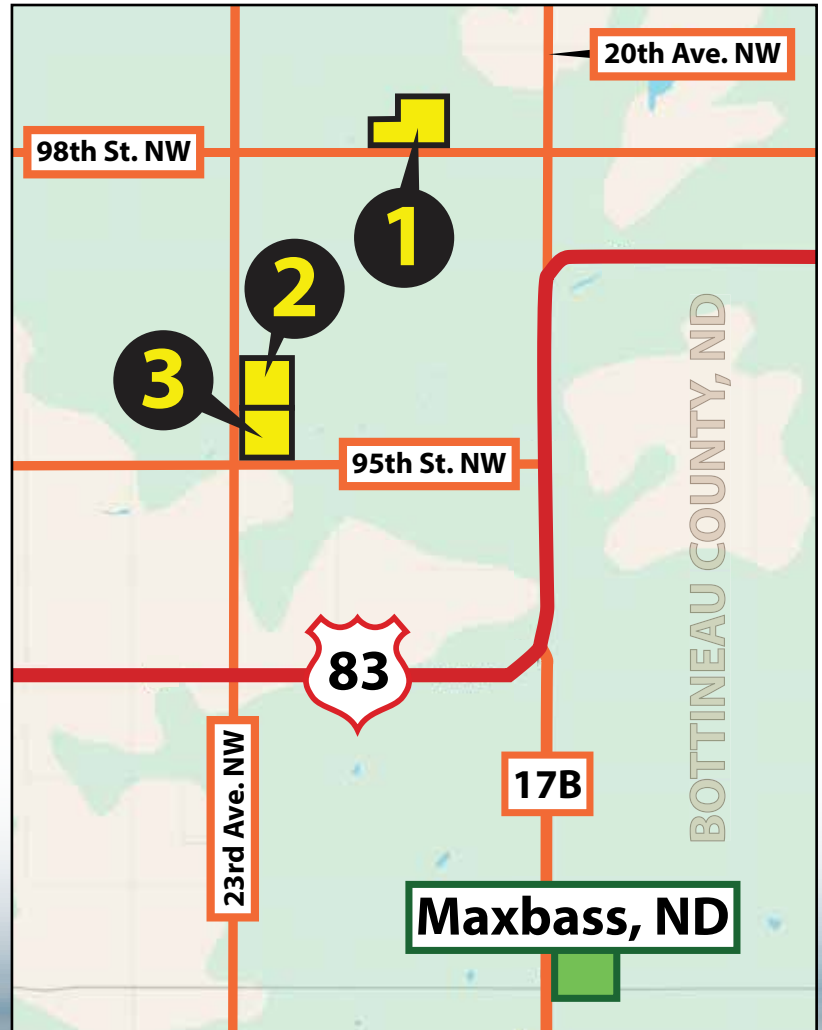 20th Ave. NW
98th St. NW
1
2
3
95th St. NW
BOTTINEAU COUNTY, ND
83
23rd Ave. NW
17B
Maxbass, ND